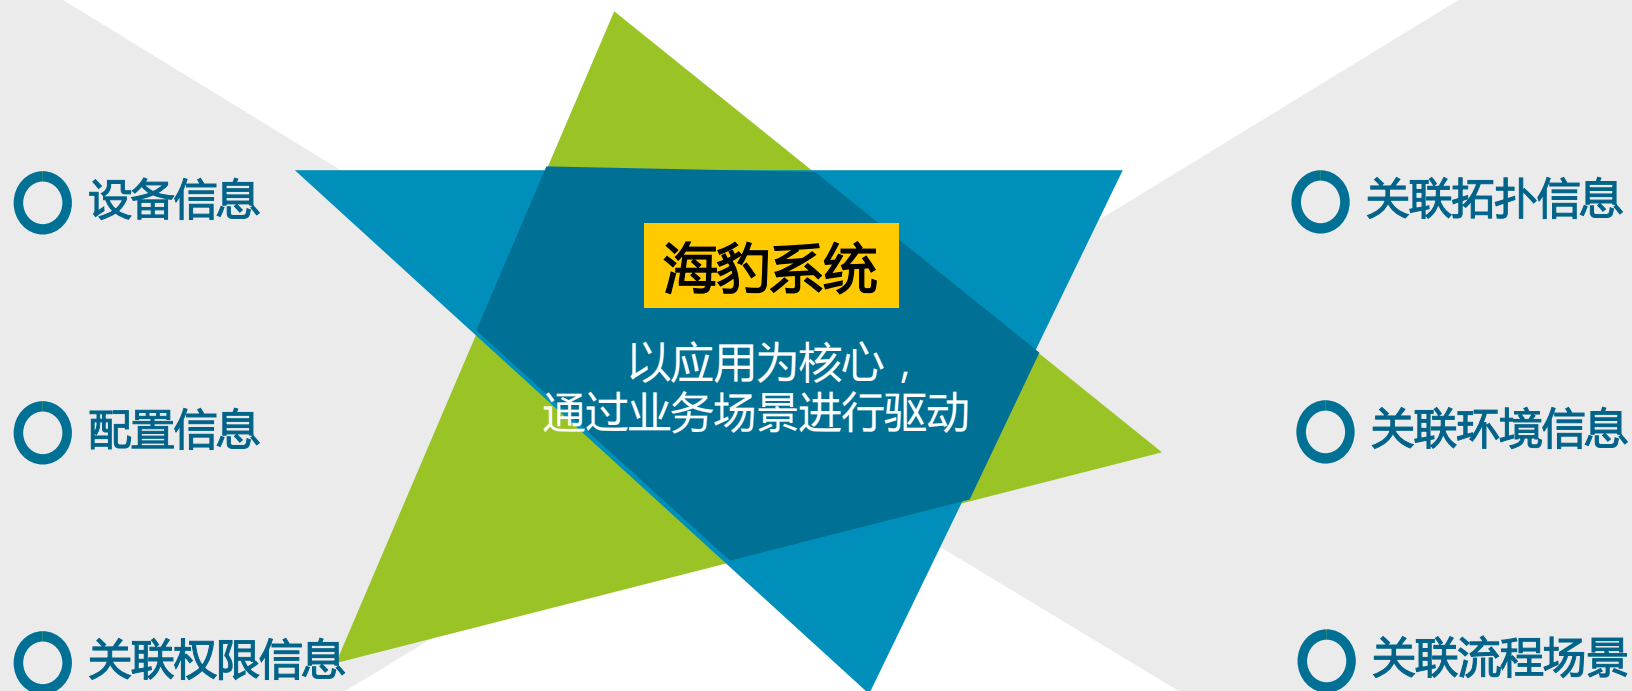 设备信息
配置信息
关联权限信息
海豹系统
以应用为核心，
通过业务场景进行驱动
关联拓扑信息
关联环境信息
关联流程场景